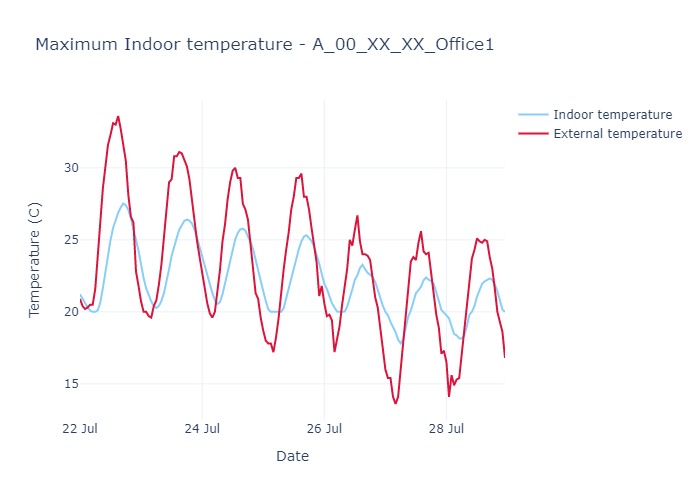 Maximum Indoor temperature - A_00_XX_XX_Office1
Indoor temperature
External temperature
Temperature (C)
30
25
20
15
22 Jul
24 Jul
26 Jul
28 Jul
Date